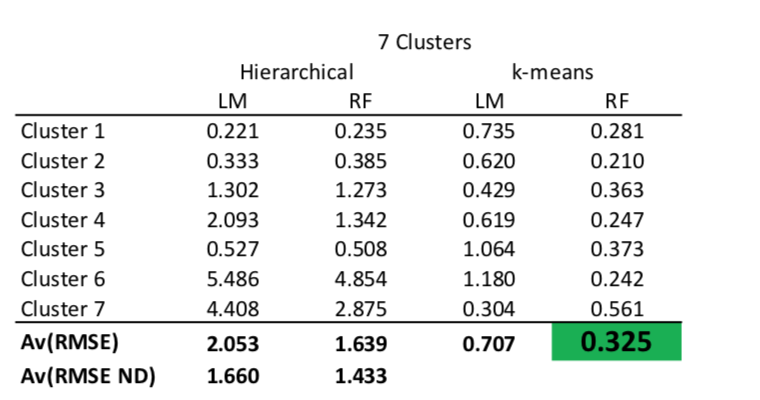 7 Clusters
Hierarchical k-means
LM RF LM RF
Cluster 1 0.221 0.235 0.735 0.281
Cluster 2 0.333 0.385 0.620 0.210
Cluster 3 1.302 1.273 0.429 0.363
Cluster 4 2.093 1.342 0.619 0.247
Cluster 5 0.527 0.508 1.064 0.373
Cluster 6 5.486 4.854 1.180 0.242
Cluster 7 4.408 2.875 0.304 0.561
Av(RMSE) 2.053 1.639 0.707 0.325
Av(RMSE ND) 1.660 1.433